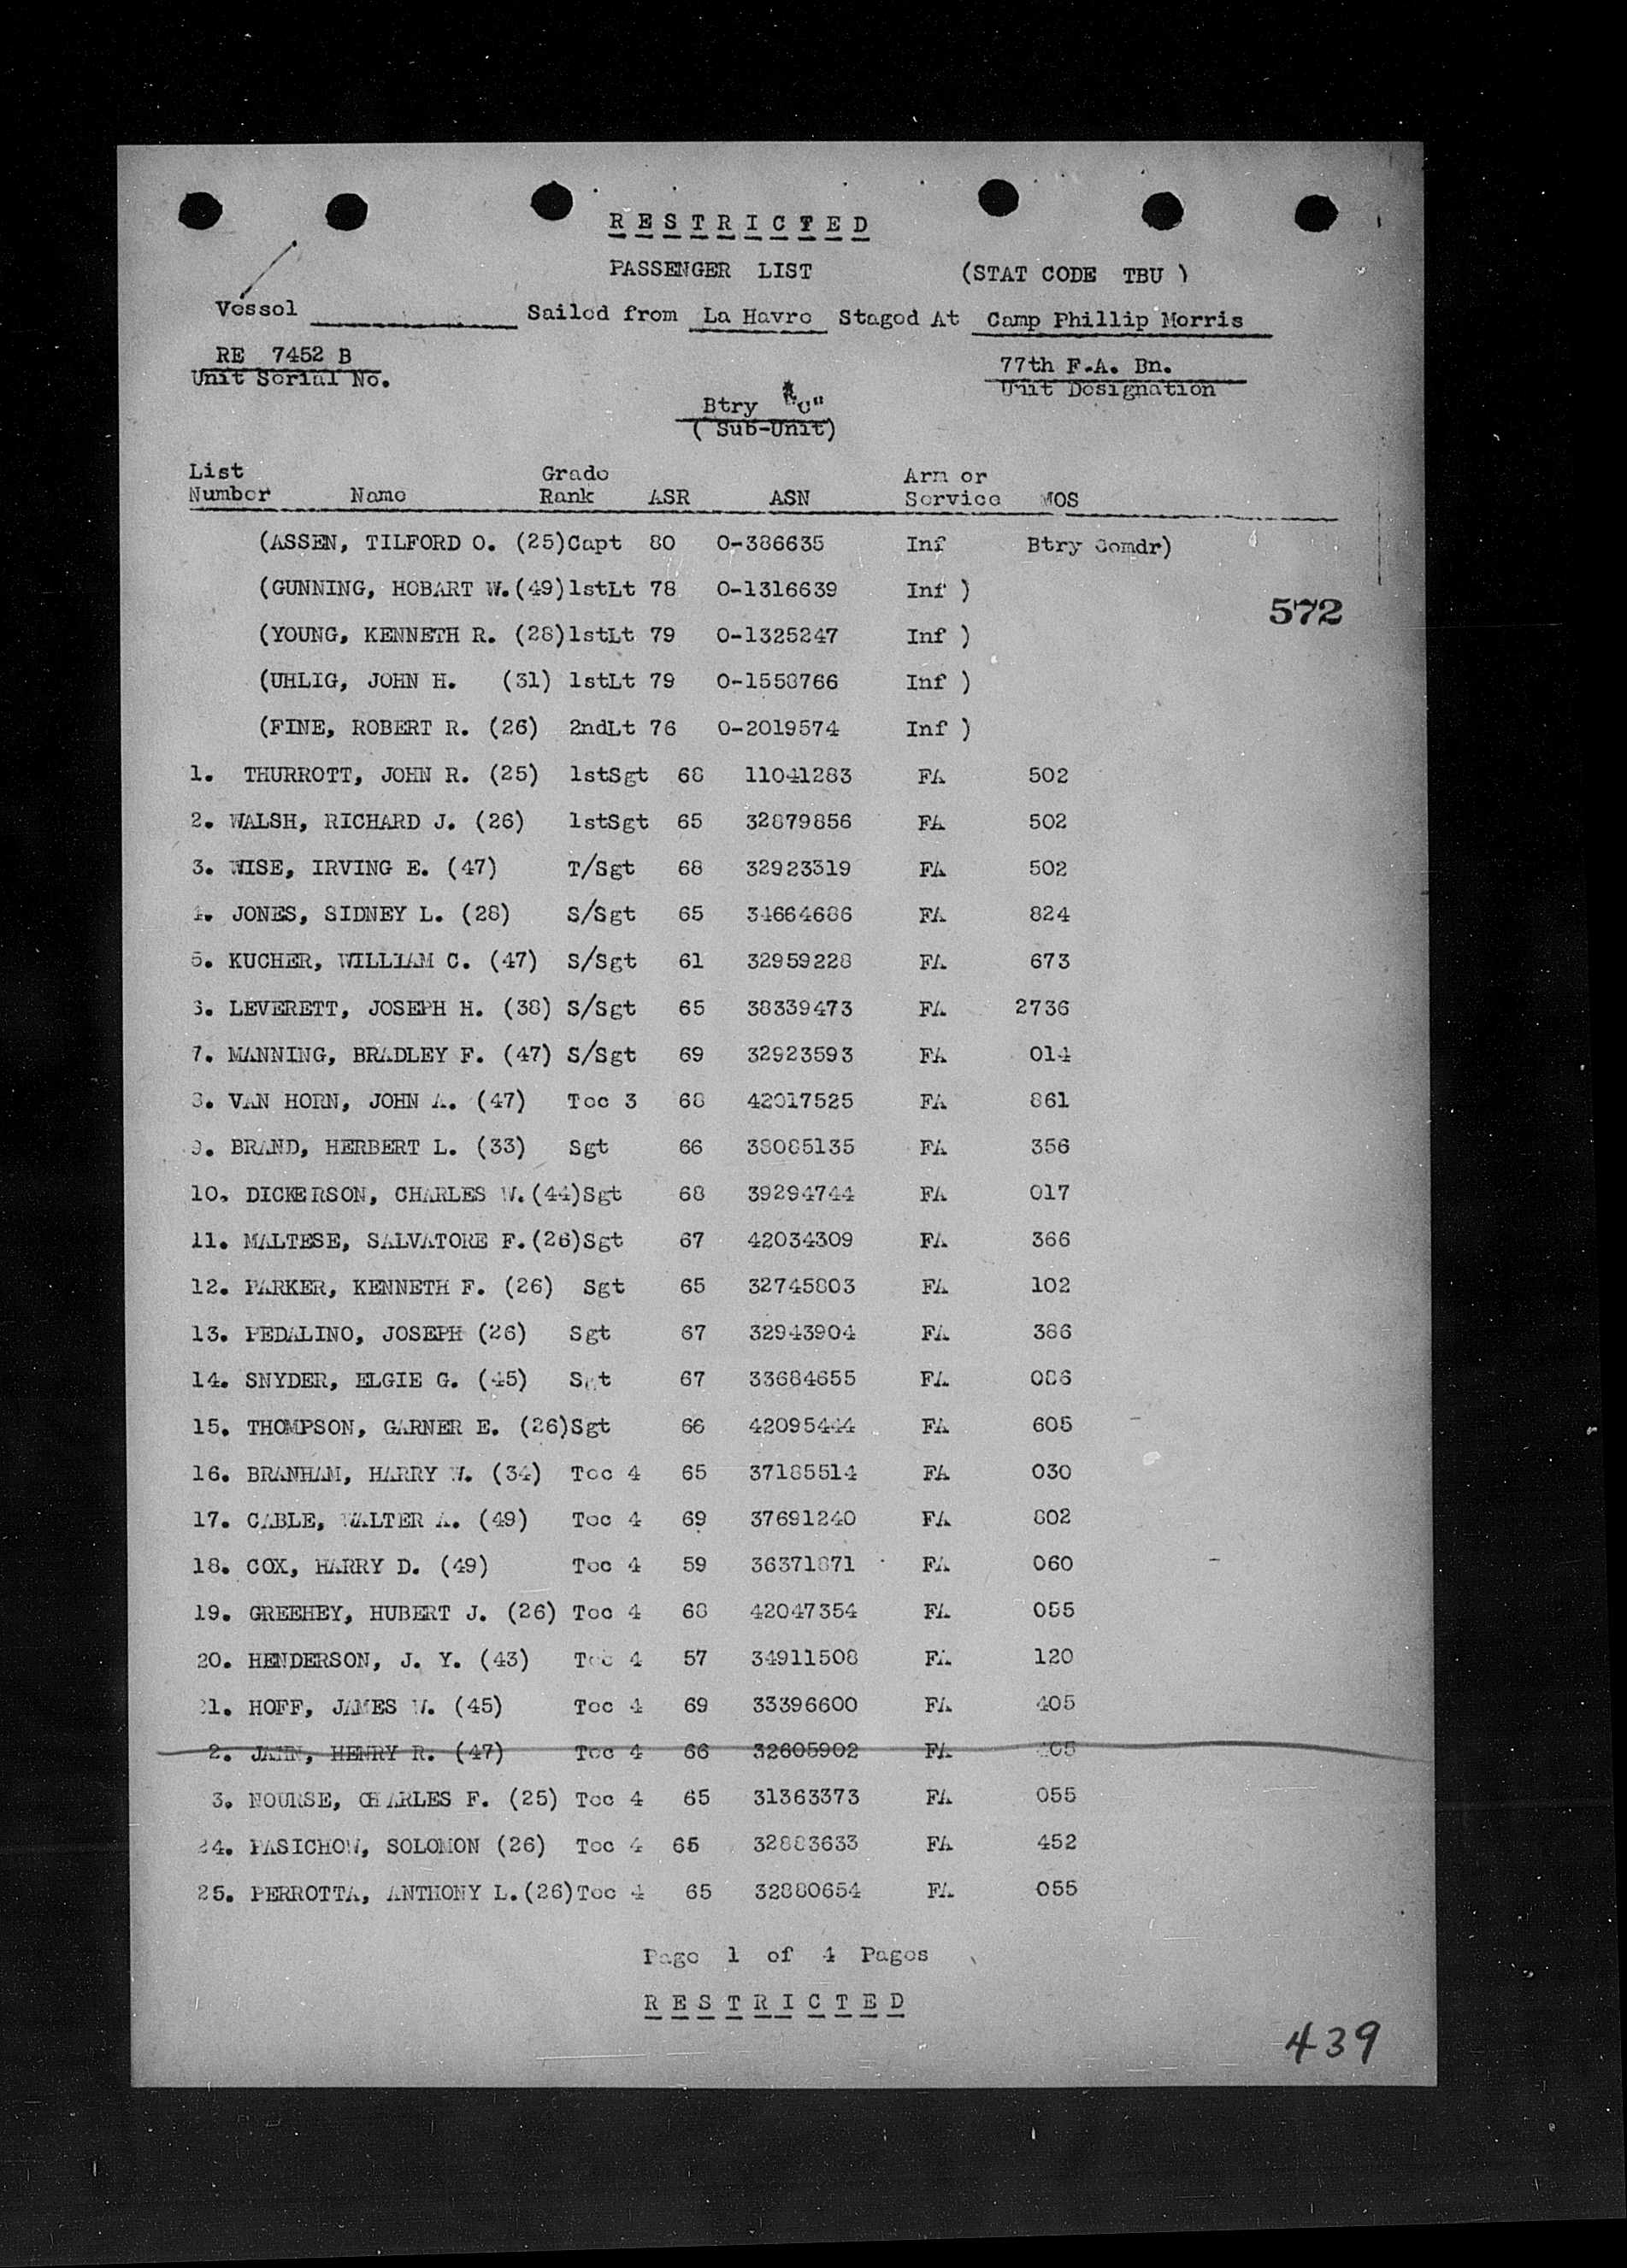 R E S T R I C T E D
PASSENGER LIST (STAT CODE TBU )
Vessel Sailed from La Havre Staged At Camp Phillip Morris
RE 7452 B 77th F.A. Bn.
Unit Serial No. Unit Designation
Btry "C"
( Sub-Unit)
List Grade Arm or
Number Name Rank ASR ASN Service MOS
(ASSEN, TILFORD O. (25)Capt 80 O-386635 Inf Btry Comdr)
(GUNNING, HOBART W.(49)1stLt 78 O-1316639 Inf )
572
(YOUNG, KENNETH R. (28)1stLt 79 O-1325247 Inf )
(UHLIG, JOHN H. (31) 1stLt 79 O-1558766 Inf )
(FINE, ROBERT R. (26) 2ndLt 76 O-2019574 Inf )
1. THURROTT, JOHN R. (25) 1stSgt 68 11041283 FA 502
2. WALSH, RICHARD J. (26) 1stSgt 65 32879856 FA 502
3. WISE, IRVING E. (47) T/Sgt 68 32923319 FA 502
4. JONES, SIDNEY L. (28) S/Sgt 65 34664686 FA 824
5. KUCHER, WILLIAM C. (47) S/Sgt 61 32959228 FA 673
6. LEVERETT, JOSEPH H. (38) S/Sgt 65 38339473 FA 2736
7. MANNING, BRADLEY F. (47) S/Sgt 69 32923593 FA 014
8. VAN HORN, JOHN A. (47) Tec 3 68 42017525 FA 861
9. BRAND, HERBERT L. (33) Sgt 66 38085135 FA 356
10. DICKERSON, CHARLES W.(44)Sgt 68 39294744 FA 017
11. MALTESE, SALVATORE F.(26)Sgt 67 42034309 FA 366
12. PARKER, KENNETH F. (26) Sgt 65 32745803 FA 102
13. PEDALINO, JOSEPH (26) Sgt 67 32943904 FA 386
14. SNYDER, ELGIE G. (45) Sgt 67 33684655 FA 086
15. THOMPSON, GARNER E. (26)Sgt 66 42095444 FA 605
16. BRANHAM, HARRY W. (34) Tec 4 65 37185514 FA 030
17. CABLE, WALTER A. (49) Tec 4 69 37691240 FA 802
18. COX, HARRY D. (49) Tec 4 59 36371871 FA 060
19. GREEHEY, HUBERT J. (26) Tec 4 68 42047354 FA 055
20. HENDERSON, J. Y. (43) Tec 4 57 34911508 FA 120
21. HOFF, JAMES W. (45) Tec 4 69 33396600 FA 405
2. JAHN, HENRY R. (47) Tec 4 66 32605902 FA 405
3. NOURSE, CHARLES F. (25) Tec 4 65 31363373 FA 055
24. PASICHOW, SOLOMON (26) Tec 4 65 32883633 FA 452
25. PERROTTA, ANTHONY L.(26)Tec 4 65 32880654 FA 055
Page 1 of 4 Pages
R E S T R I C T E D
439